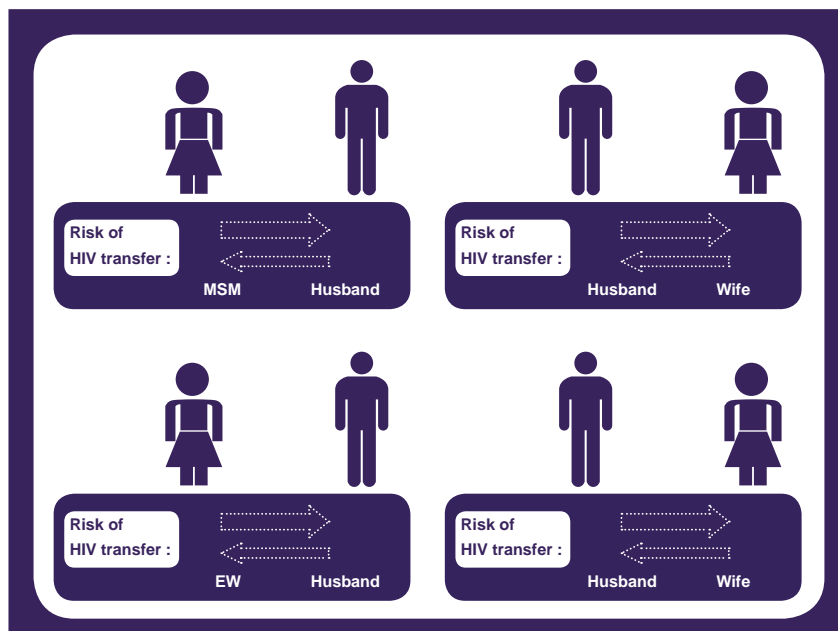 Risk of
HIV transfer :
MSM Husband
Risk of
HIV transfer :
Husband Wife
Risk of
HIV transfer :
EW Husband
Risk of
HIV transfer :
Husband Wife